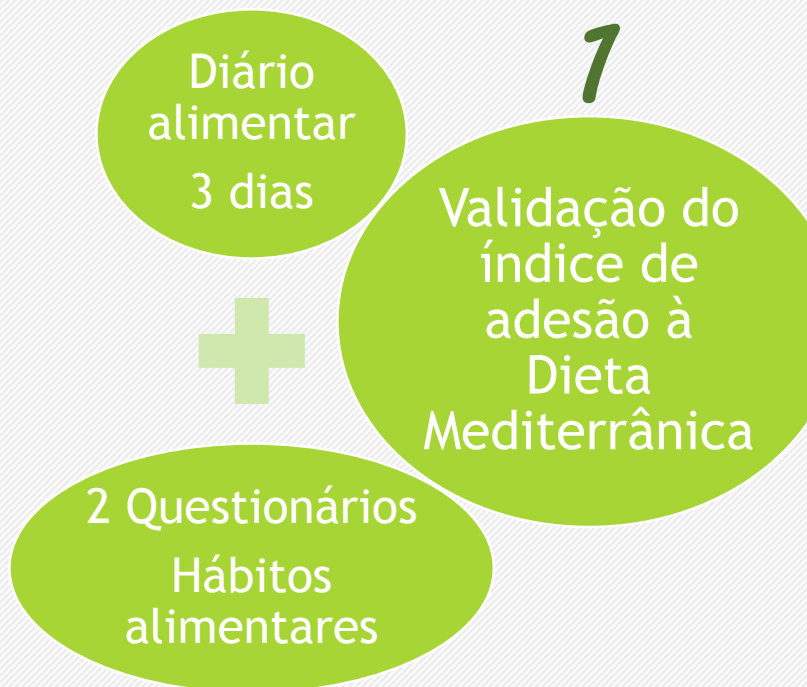 Diário
alimentar
3 dias
1
Validação do
índice de
adesão à
Dieta
Mediterrânica
2 Questionários
Hábitos
alimentares